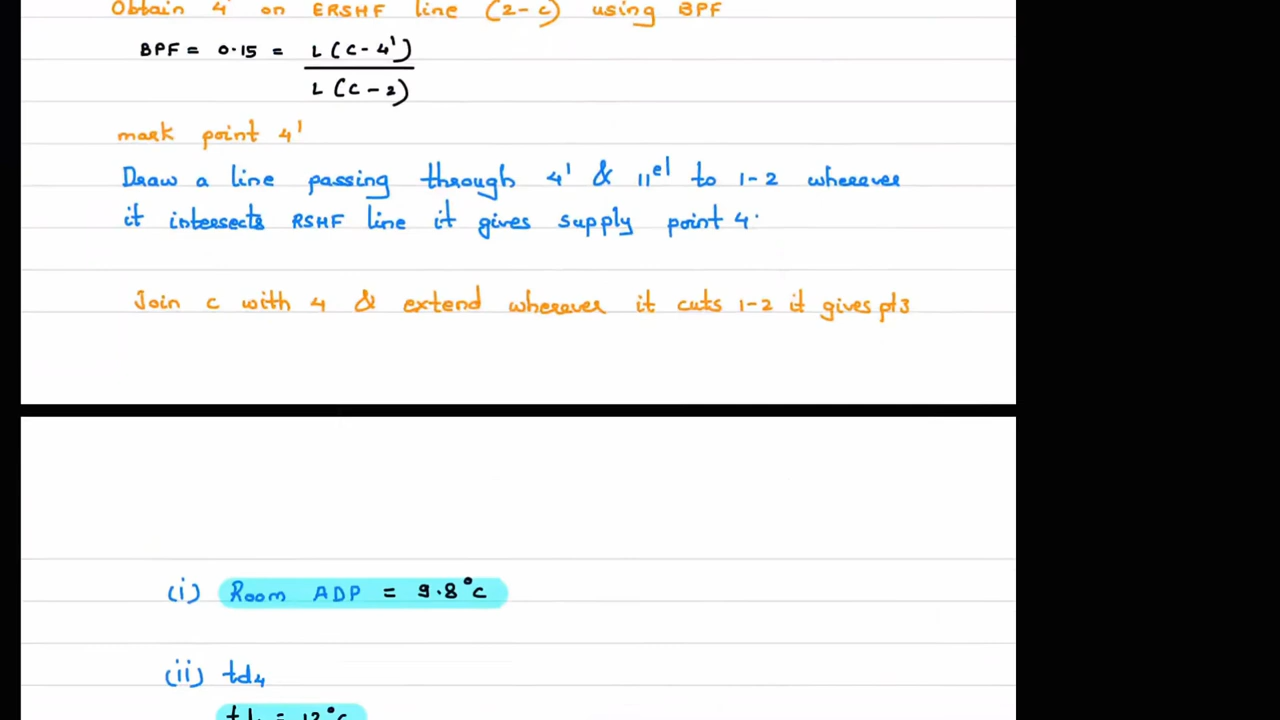 Obtain 4' on ERSHF line (2-c) using BPF
BPF = 0.15 = L(c-4')
L(c-2)
mark point 4'
Draw a line passing through 4' & 11el to 1-2 wherever
it intersects RSHF line it gives supply point 4.
Join c with 4 & extend wherever it cuts 1-2 it gives pt3
(i) Room ADP = 9.8°c
(ii) td4
td4 = 12°c